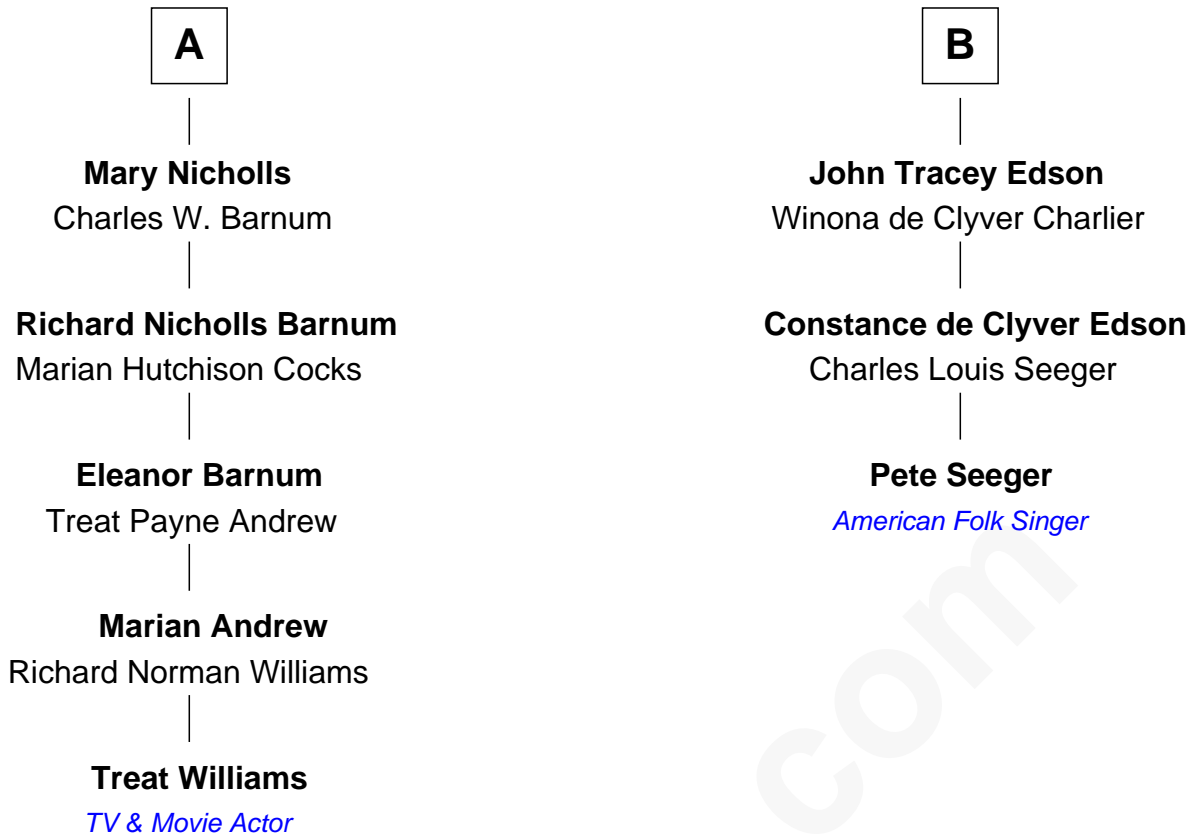 A
Mary Nicholls
Charles W. Barnum
Richard Nicholls Barnum
Marian Hutchison Cocks
Eleanor Barnum
Treat Payne Andrew
Marian Andrew
Richard Norman Williams
Treat Williams
TV & Movie Actor
B
John Tracey Edson
Winona de Clyver Charlier
Constance de Clyver Edson
Charles Louis Seeger
Pete Seeger
American Folk Singer
com